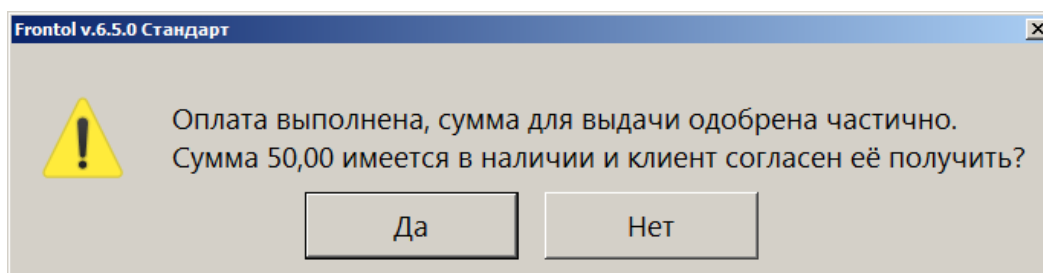 Frontol v.6.5.0 Стандарт
Оплата выполнена, сумма для выдачи одобрена частично.
Сумма 50,00 имеется в наличии и клиент согласен её получить?
Да
Нет